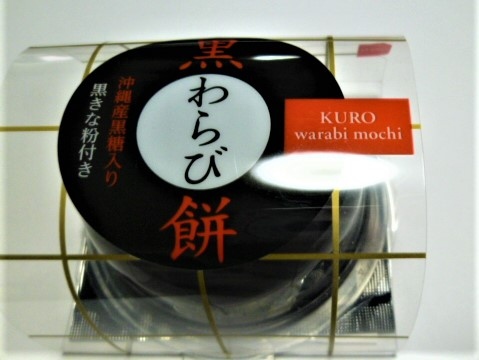 黒
わらび
餅
沖縄産黒糖入り
黒きな粉付き
KURO
warabi mochi